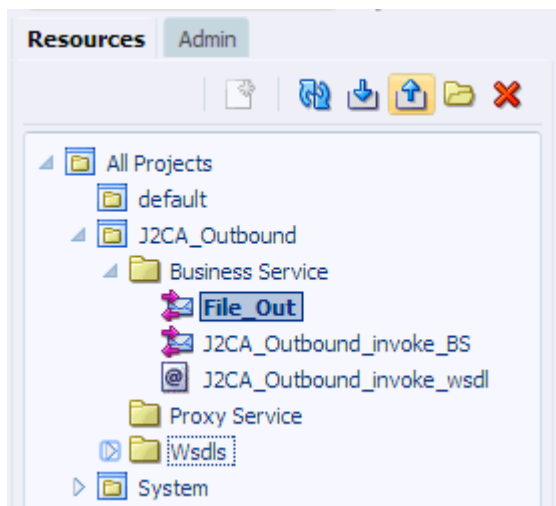 Resources Admin
All Projects
default
J2CA_Outbound
Business Service
File_Out
J2CA_Outbound_invoke_BS
J2CA_Outbound_invoke_wsdl
Proxy Service
Wsdls
System